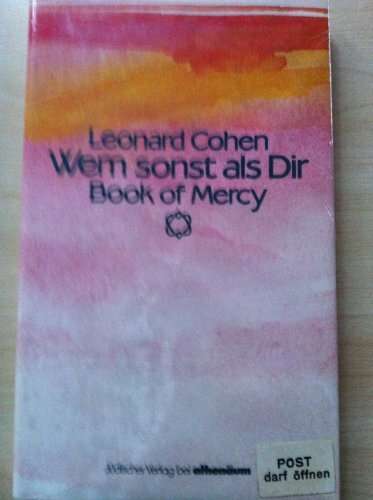 Leonard Cohen
Wem sonst als Dir
Book of Mercy
Jüdischer Verlag bei athenäum
POST
darf öffnen